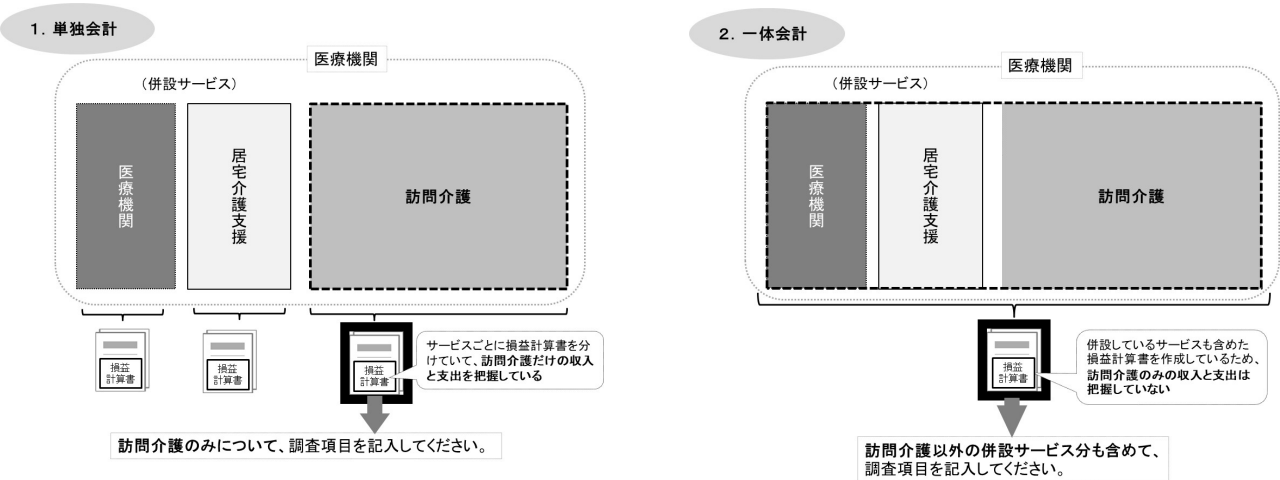 1．単独会計
医療機関
（併設サービス）
医療機関
居宅介護支援
訪問介護
損益
計算書
損益
計算書
損益
計算書
サービスごとに損益計算書を分
けていて、訪問介護だけの収入
と支出を把握している
訪問介護のみについて、調査項目を記入してください。
2．一体会計
医療機関
（併設サービス）
医療機関
居宅介護支援
訪問介護
損益
計算書
併設しているサービスも含めた
損益計算書を作成しているため、
訪問介護のみの収入と支出は
把握していない
訪問介護以外の併設サービス分も含めて、
調査項目を記入してください。